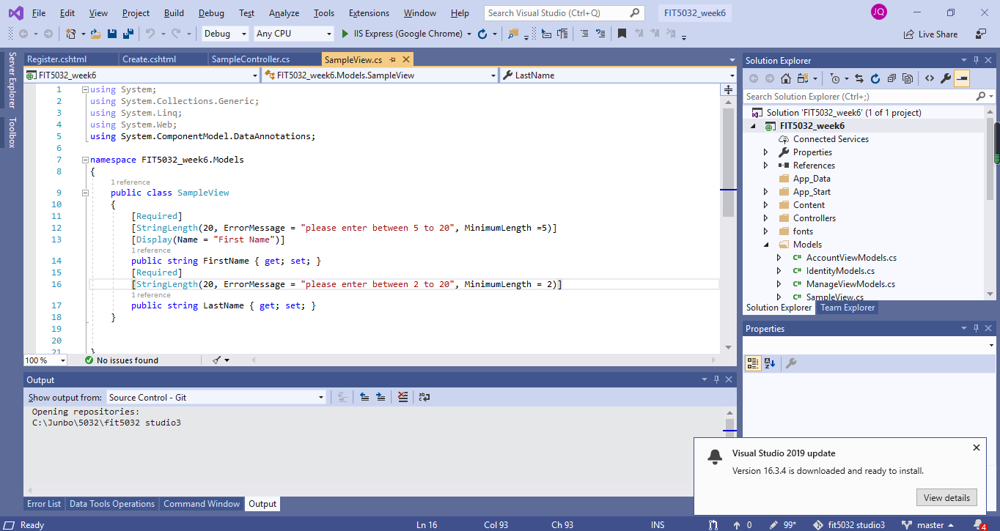 File Edit View Project Build Debug Test Analyze Tools Extensions Window Help Search Visual Studio (Ctrl+Q) FIT5032_week6 JQ
Debug Any CPU IIS Express (Google Chrome) Live Share
Server Explorer
Toolbox
Register.cshtml Create.cshtml SampleController.cs SampleView.cs
FIT5032_week6 FIT5032_week6.Models.SampleView LastName
1 using System;
2 using System.Collections.Generic;
3 using System.Linq;
4 using System.Web;
5 using System.ComponentModel.DataAnnotations;
6
7 namespace FIT5032_week6.Models
8 {
1 reference
9 public class SampleView
10 {
11 [Required]
12 [StringLength(20, ErrorMessage = "please enter between 5 to 20", MinimumLength =5)]
13 [Display(Name = "First Name")]
1 reference
14 public string FirstName { get; set; }
15 [Required]
16 [StringLength(20, ErrorMessage = "please enter between 2 to 20", MinimumLength = 2)]
1 reference
17 public string LastName { get; set; }
18 }
19
20
21 }
100 % No issues found
Output
Show output from: Source Control - Git
Opening repositories:
C:\Junbo\5032\fit5032 studio3
Error List Data Tools Operations Command Window Output
Solution Explorer
Search Solution Explorer (Ctrl+;)
Solution 'FIT5032_week6' (1 of 1 project)
FIT5032_week6
Connected Services
Properties
References
App_Data
App_Start
Content
Controllers
fonts
Models
C# AccountViewModels.cs
C# IdentityModels.cs
C# ManageViewModels.cs
C# SampleView.cs
Solution Explorer Team Explorer
Properties
Visual Studio 2019 update
Version 16.3.4 is downloaded and ready to install.
View details
Ready Ln 16 Col 93 Ch 93 INS 0 99* fit5032 studio3 master 4